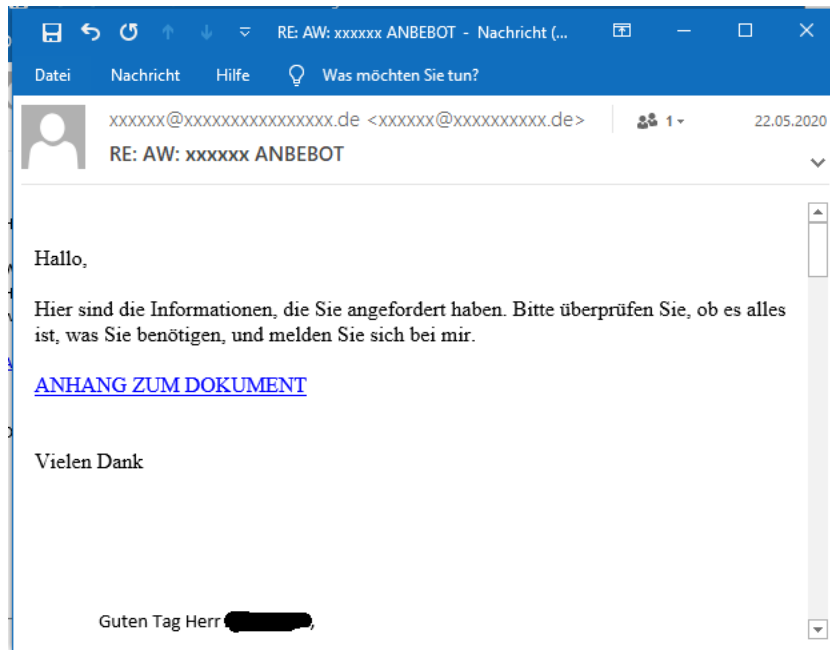 RE: AW: xxxxxx ANBEBOT - Nachricht (...
Datei Nachricht Hilfe Was möchten Sie tun?
xxxxxx@xxxxxxxxxxxxxxx.de <xxxxxx@xxxxxxxxxx.de> 1 22.05.2020
RE: AW: xxxxxx ANBEBOT
Hallo,
Hier sind die Informationen, die Sie angefordert haben. Bitte überprüfen Sie, ob es alles
ist, was Sie benötigen, und melden Sie sich bei mir.
ANHANG ZUM DOKUMENT
Vielen Dank
Guten Tag Herr ,